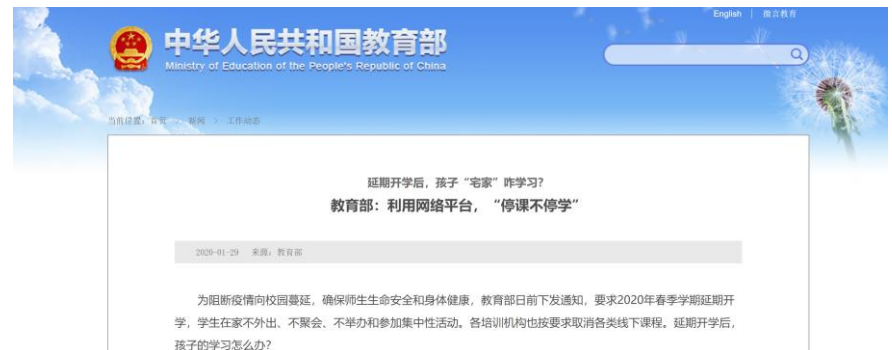 English | 微言教育
中华人民共和国教育部
Ministry of Education of the People's Republic of China
当前位置：首页 > 新闻 > 工作动态
延期开学后，孩子“宅家”咋学习？
教育部：利用网络平台，“停课不停学”
2020-01-29 来源：教育部
为阻断疫情向校园蔓延，确保师生生命安全和身体健康，教育部日前下发通知，要求2020年春季学期延期开
学，学生在家不外出、不聚会、不举办和参加集中性活动。各培训机构也按要求取消各类线下课程。延期开学后，
孩子的学习怎么办？